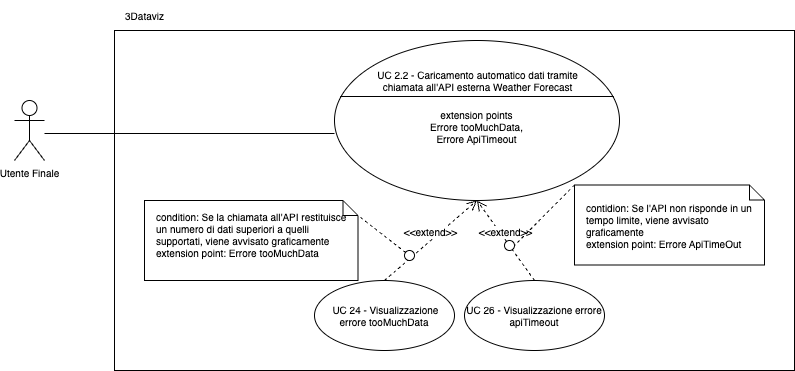 3Dataviz
UC 2.2 - Caricamento automatico dati tramite
chiamata all'API esterna Weather Forecast
extension points
Errore tooMuchData,
Errore ApiTimeout
Utente Finale
condition: Se la chiamata all'API restituisce
un numero di dati superiori a quelli
supportati, viene avvisato graficamente
extension point: Errore tooMuchData
contidion: Se l'API non risponde in un
tempo limite, viene avvisato
graficamente
extension point: Errore ApiTimeOut
<<extend>>
<<extend>>
UC 24 - Visualizzazione
errore tooMuchData
UC 26 - Visualizzazione errore
apiTimeout